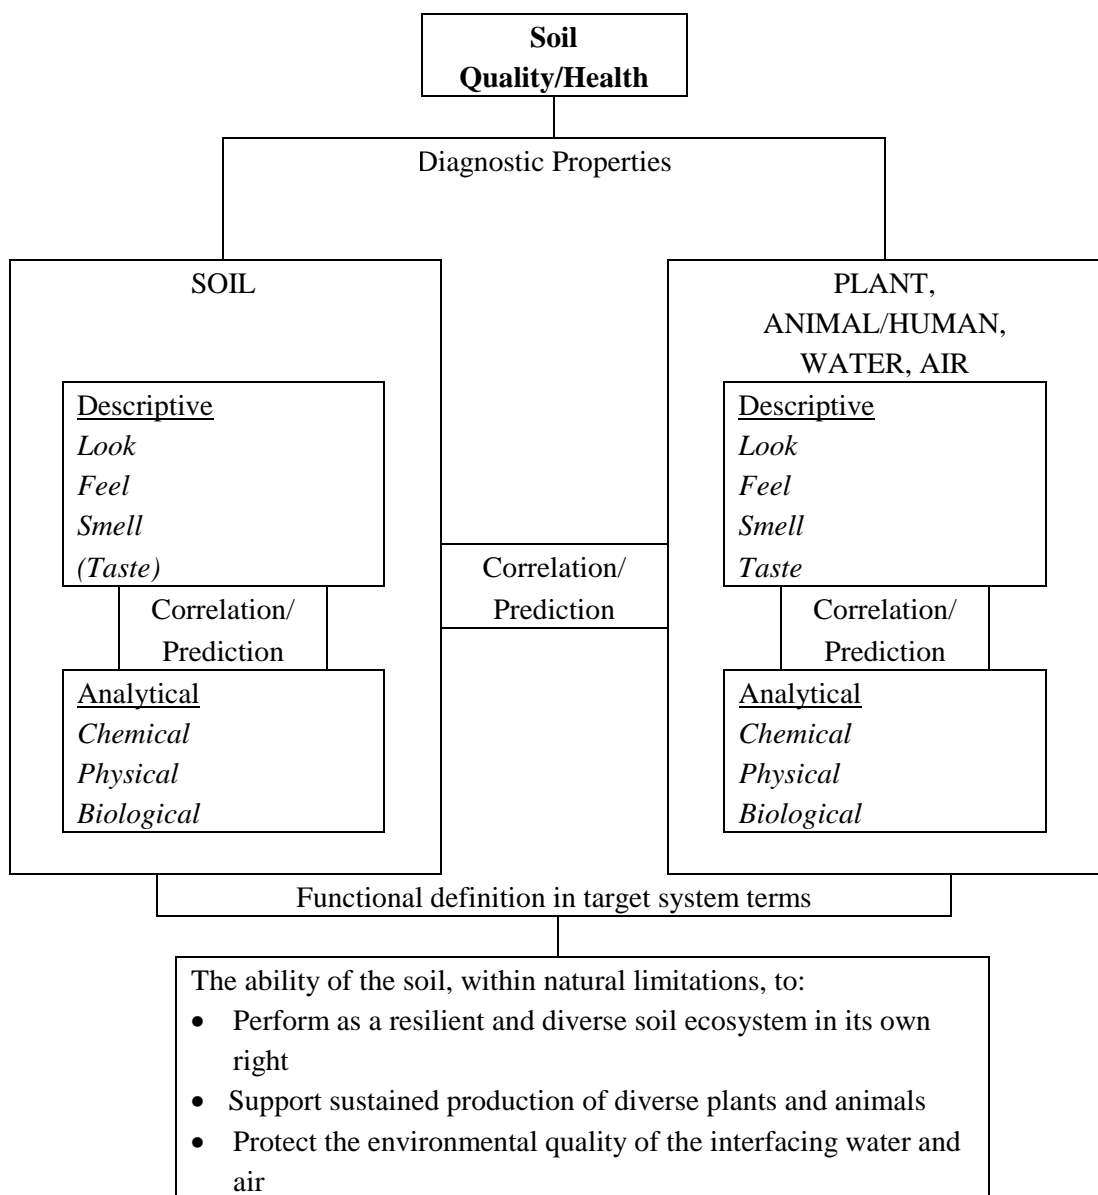 Soil
Quality/Health
Diagnostic Properties
SOIL
Descriptive
Look
Feel
Smell
(Taste)
Correlation/
Prediction
Analytical
Chemical
Physical
Biological
Correlation/
Prediction
PLANT,
ANIMAL/HUMAN,
WATER, AIR
Descriptive
Look
Feel
Smell
Taste
Correlation/
Prediction
Analytical
Chemical
Physical
Biological
Functional definition in target system terms
The ability of the soil, within natural limitations, to:
• Perform as a resilient and diverse soil ecosystem in its own
right
• Support sustained production of diverse plants and animals
• Protect the environmental quality of the interfacing water and
air